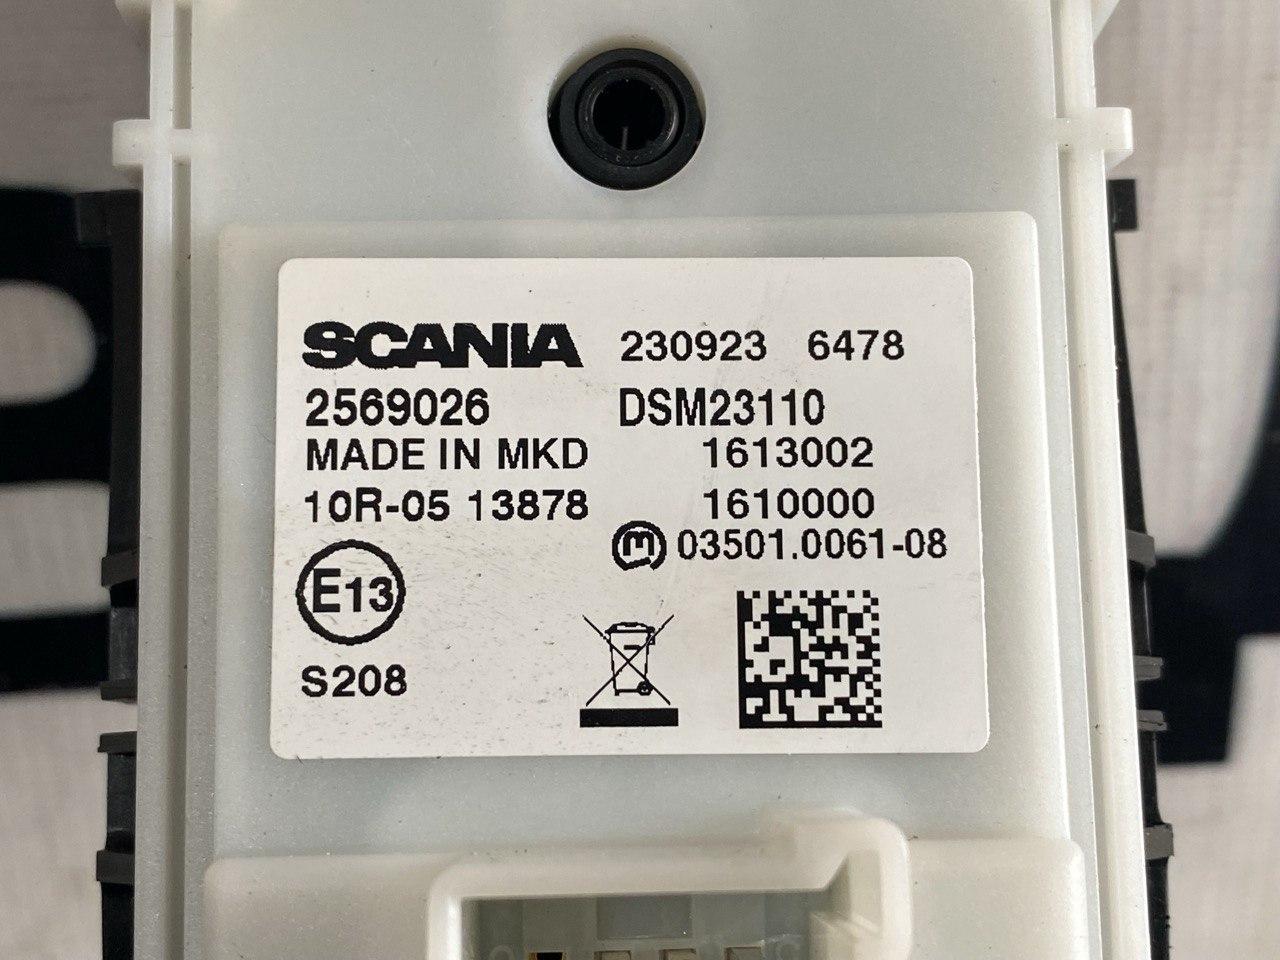 SCANIA 230923 6478
2569026 DSM23110
MADE IN MKD 1613002
10R-05 13878 1610000
M 03501.0061-08
E13
S208